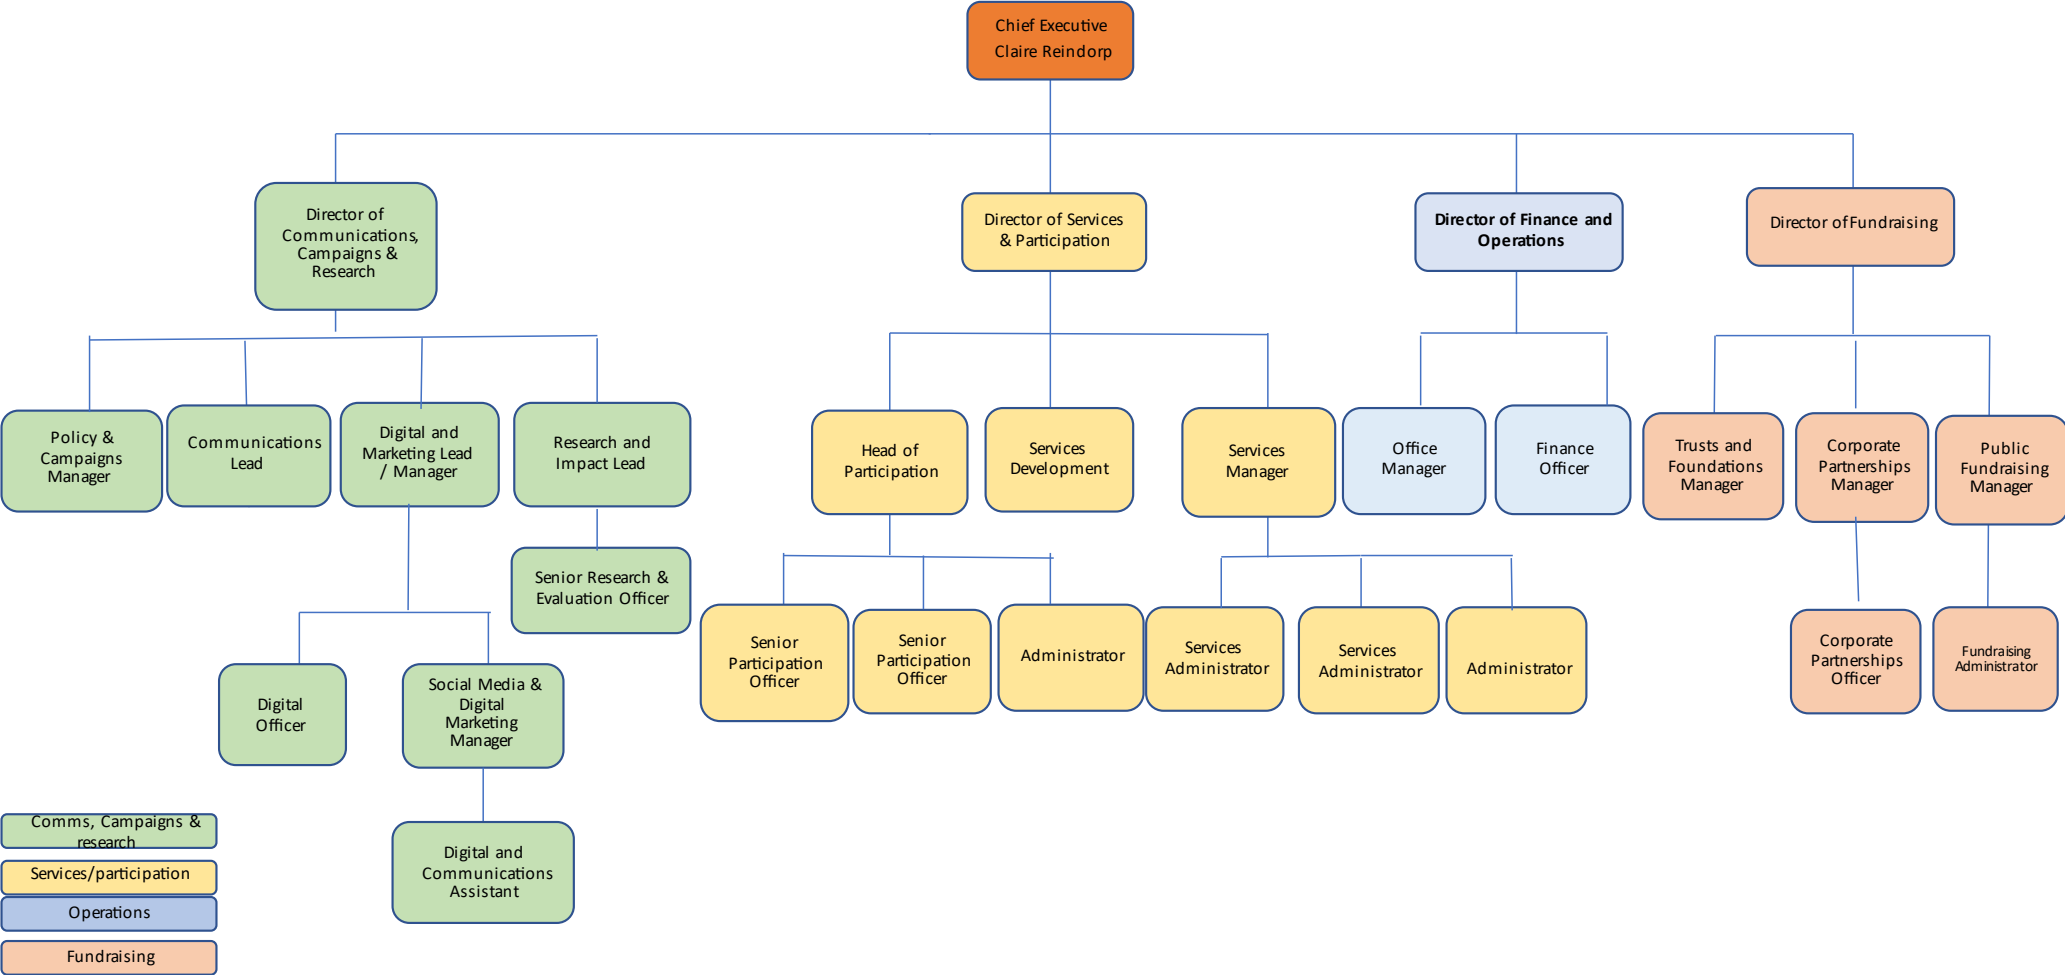 Chief Executive
Claire Reindorp
Director of
Communications,
Campaigns &
Research
Director of Services
& Participation
Director of Finance and
Operations
Director of Fundraising
Policy &
Campaigns
Manager
Communications
Lead
Digital and
Marketing Lead
/ Manager
Research and
Impact Lead
Head of
Participation
Services
Development
Services
Manager
Office
Manager
Finance
Officer
Trusts and
Foundations
Manager
Corporate
Partnerships
Manager
Public
Fundraising
Manager
Senior Research &
Evaluation Officer
Senior
Participation
Officer
Senior
Participation
Officer
Administrator
Services
Administrator
Services
Administrator
Administrator
Corporate
Partnerships
Officer
Fundraising
Administrator
Digital
Officer
Social Media &
Digital
Marketing
Manager
Digital and
Communications
Assistant
Comms, Campaigns &
research
Services/participation
Operations
Fundraising